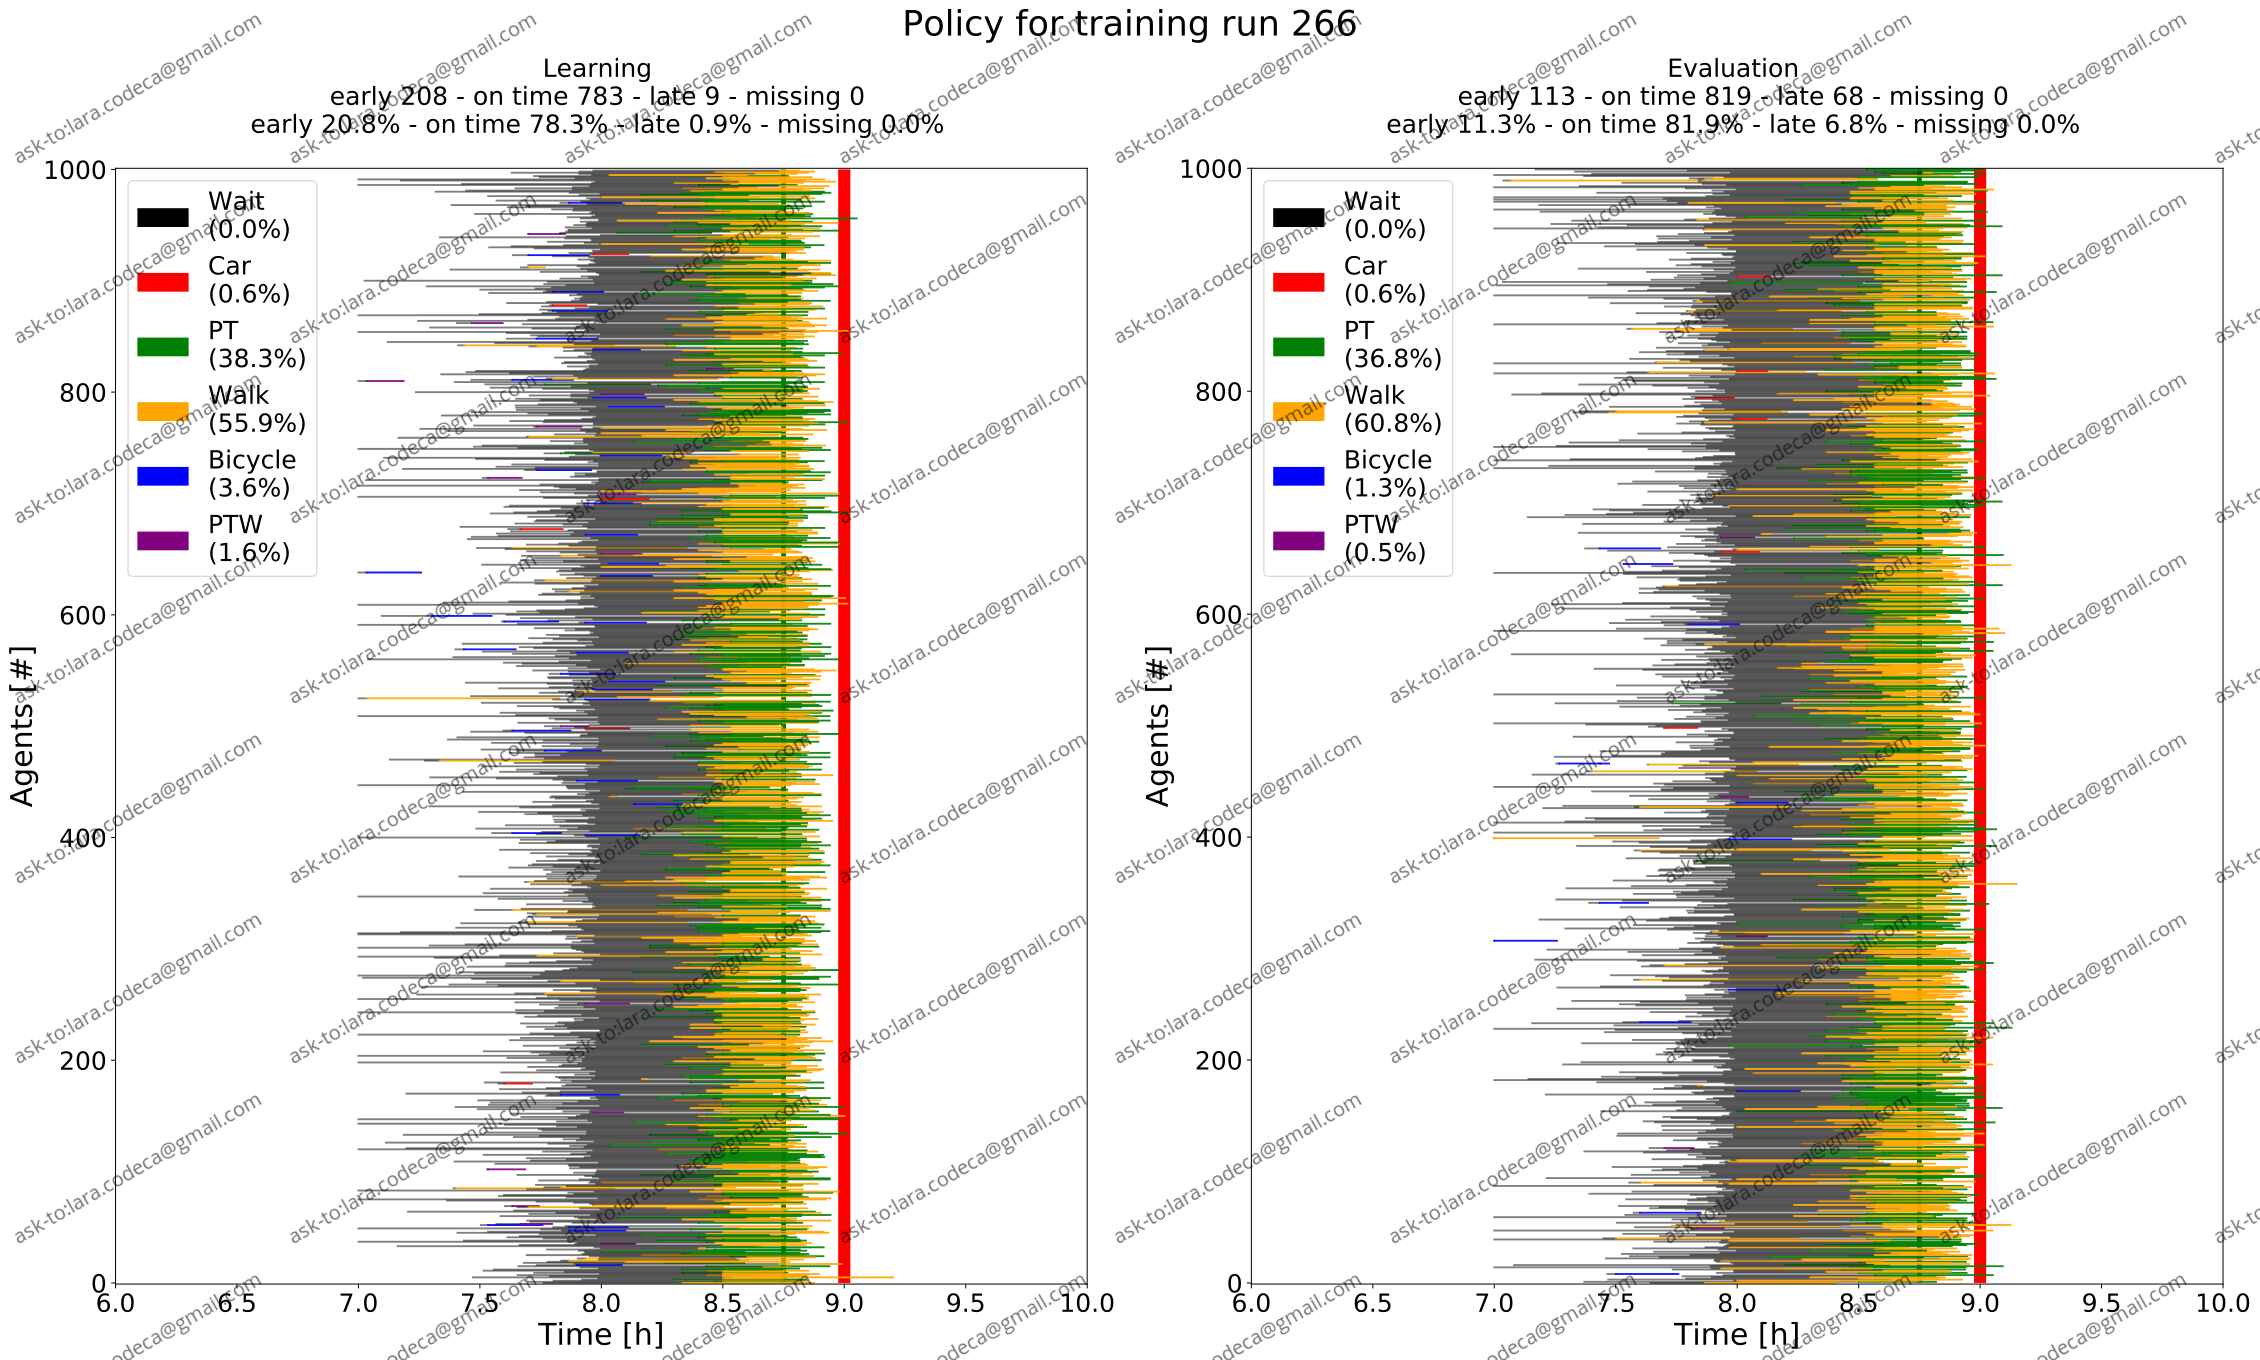 Policy for training run 266
Learning
early 208 - on time 783 - late 9 - missing 0
early 20.8% - on time 78.3% - late 0.9% - missing 0.0%
Wait
(0.0%)
Car
(0.6%)
PT
(38.3%)
Walk
(55.9%)
Bicycle
(3.6%)
PTW
(1.6%)
1000
800
600
400
200
0
Agents [#]
6.0 6.5 7.0 7.5 8.0 8.5 9.0 9.5 10.0
Time [h]
Evaluation
early 113 - on time 819 - late 68 - missing 0
early 11.3% - on time 81.9% - late 6.8% - missing 0.0%
Wait
(0.0%)
Car
(0.6%)
PT
(36.8%)
Walk
(60.8%)
Bicycle
(1.3%)
PTW
(0.5%)
1000
800
600
400
200
0
Agents [#]
6.0 6.5 7.0 7.5 8.0 8.5 9.0 9.5 10.0
Time [h]
ask-to:lara.codeca@gmail.com